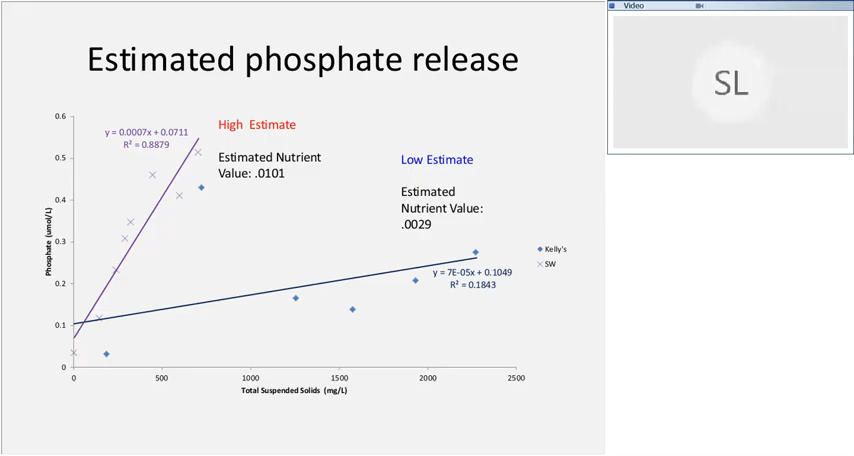 Estimated phosphate release
Video
SL
High Estimate
Estimated Nutrient
Value: .0101
Low Estimate
Estimated
Nutrient Value:
.0029
y = 0.0007x + 0.0711
R² = 0.8879
y = 7E-05x + 0.1049
R² = 0.1843
Phosphate (umol/L)
0.6
0.5
0.4
0.3
0.2
0.1
0
0 500 1000 1500 2000 2500
Total Suspended Solids (mg/L)
Kelly's
SW